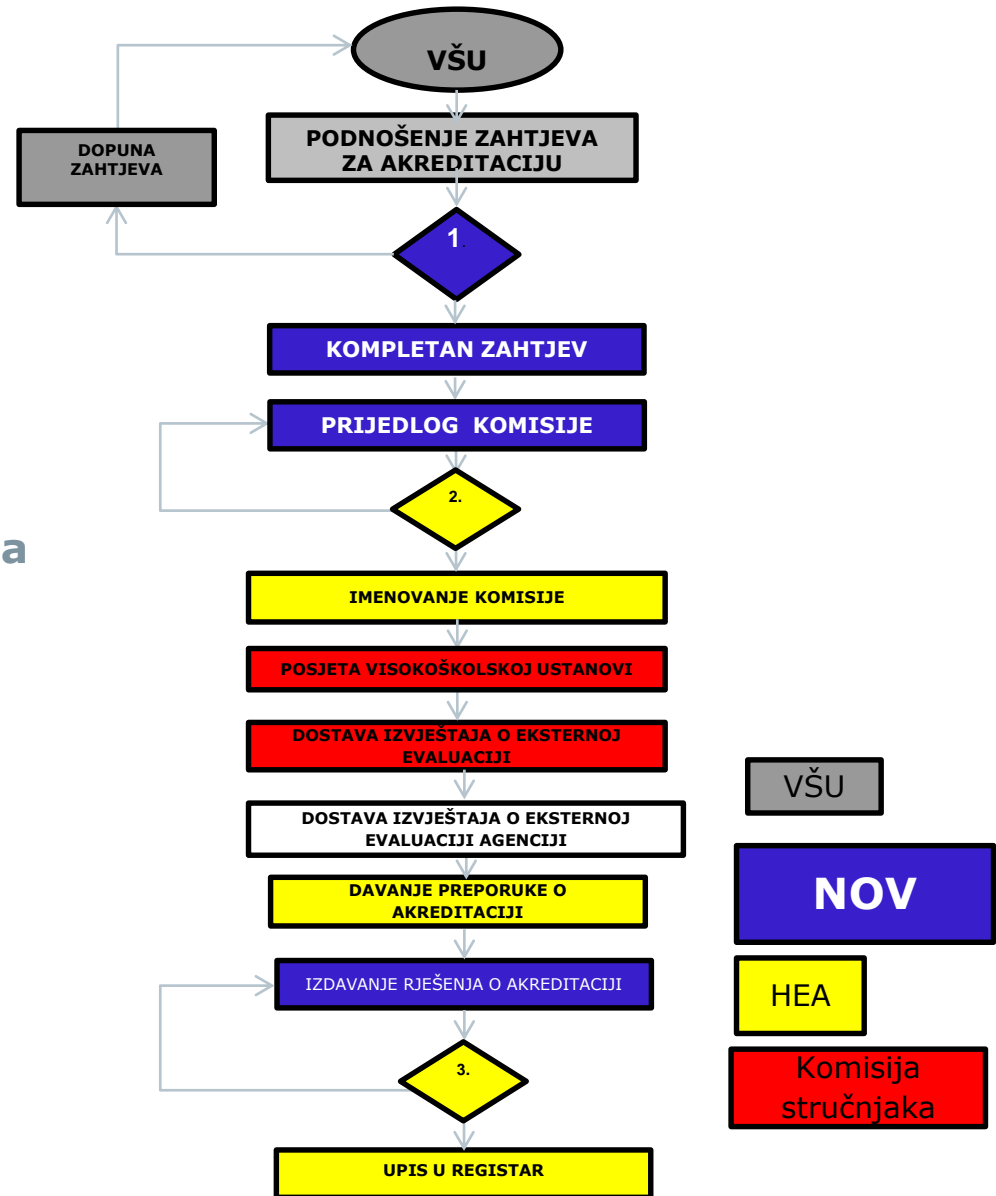 VŠU
PODNOŠENJE ZAHTJEVA
ZA AKREDITACIJU
DOPUNA
ZAHTJEVA
1.
KOMPLETAN ZAHTJEV
PRIJEDLOG KOMISIJE
2.
a
IMENOVANJE KOMISIJE
POSJETA VISOKOŠKOLSKOJ USTANOVI
DOSTAVA IZVJEŠTAJA O EKSTERNOJ
EVALUACIJI
DOSTAVA IZVJEŠTAJA O EKSTERNOJ
EVALUACIJI AGENCIJI
DAVANJE PREPORUKE O
AKREDITACIJI
IZDAVANJE RJEŠENJA O AKREDITACIJI
3.
UPIS U REGISTAR
VŠU
NOV
HEA
Komisija
stručnjaka